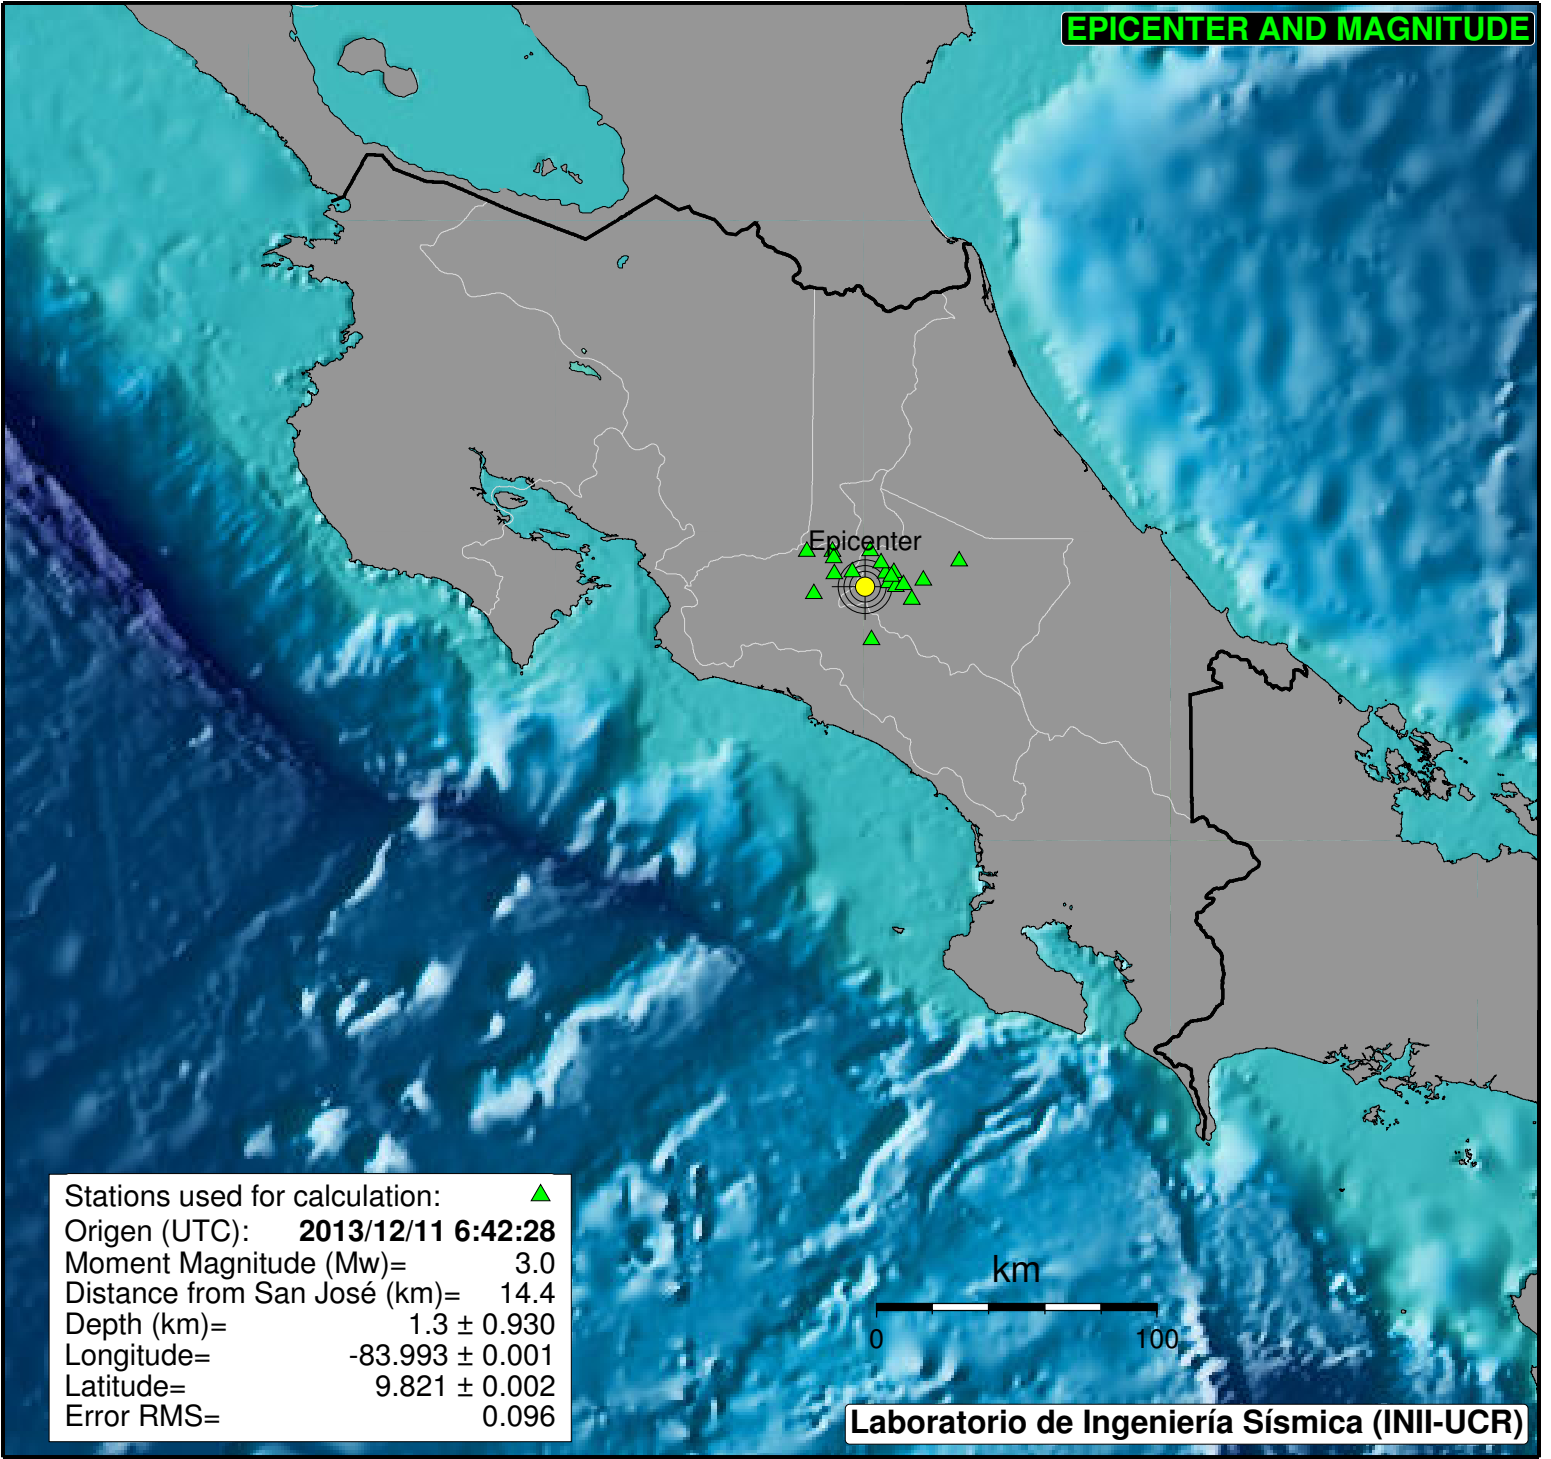 EPICENTER AND MAGNITUDE
Epicenter
Stations used for calculation:
Origen (UTC): 2013/12/11 6:42:28
Moment Magnitude (Mw)= 3.0
Distance from San José (km)= 14.4
Depth (km)= 1.3 ± 0.930
Longitude= -83.993 ± 0.001
Latitude= 9.821 ± 0.002
Error RMS= 0.096
km
0 100
Laboratorio de Ingeniería Sísmica (INII-UCR)